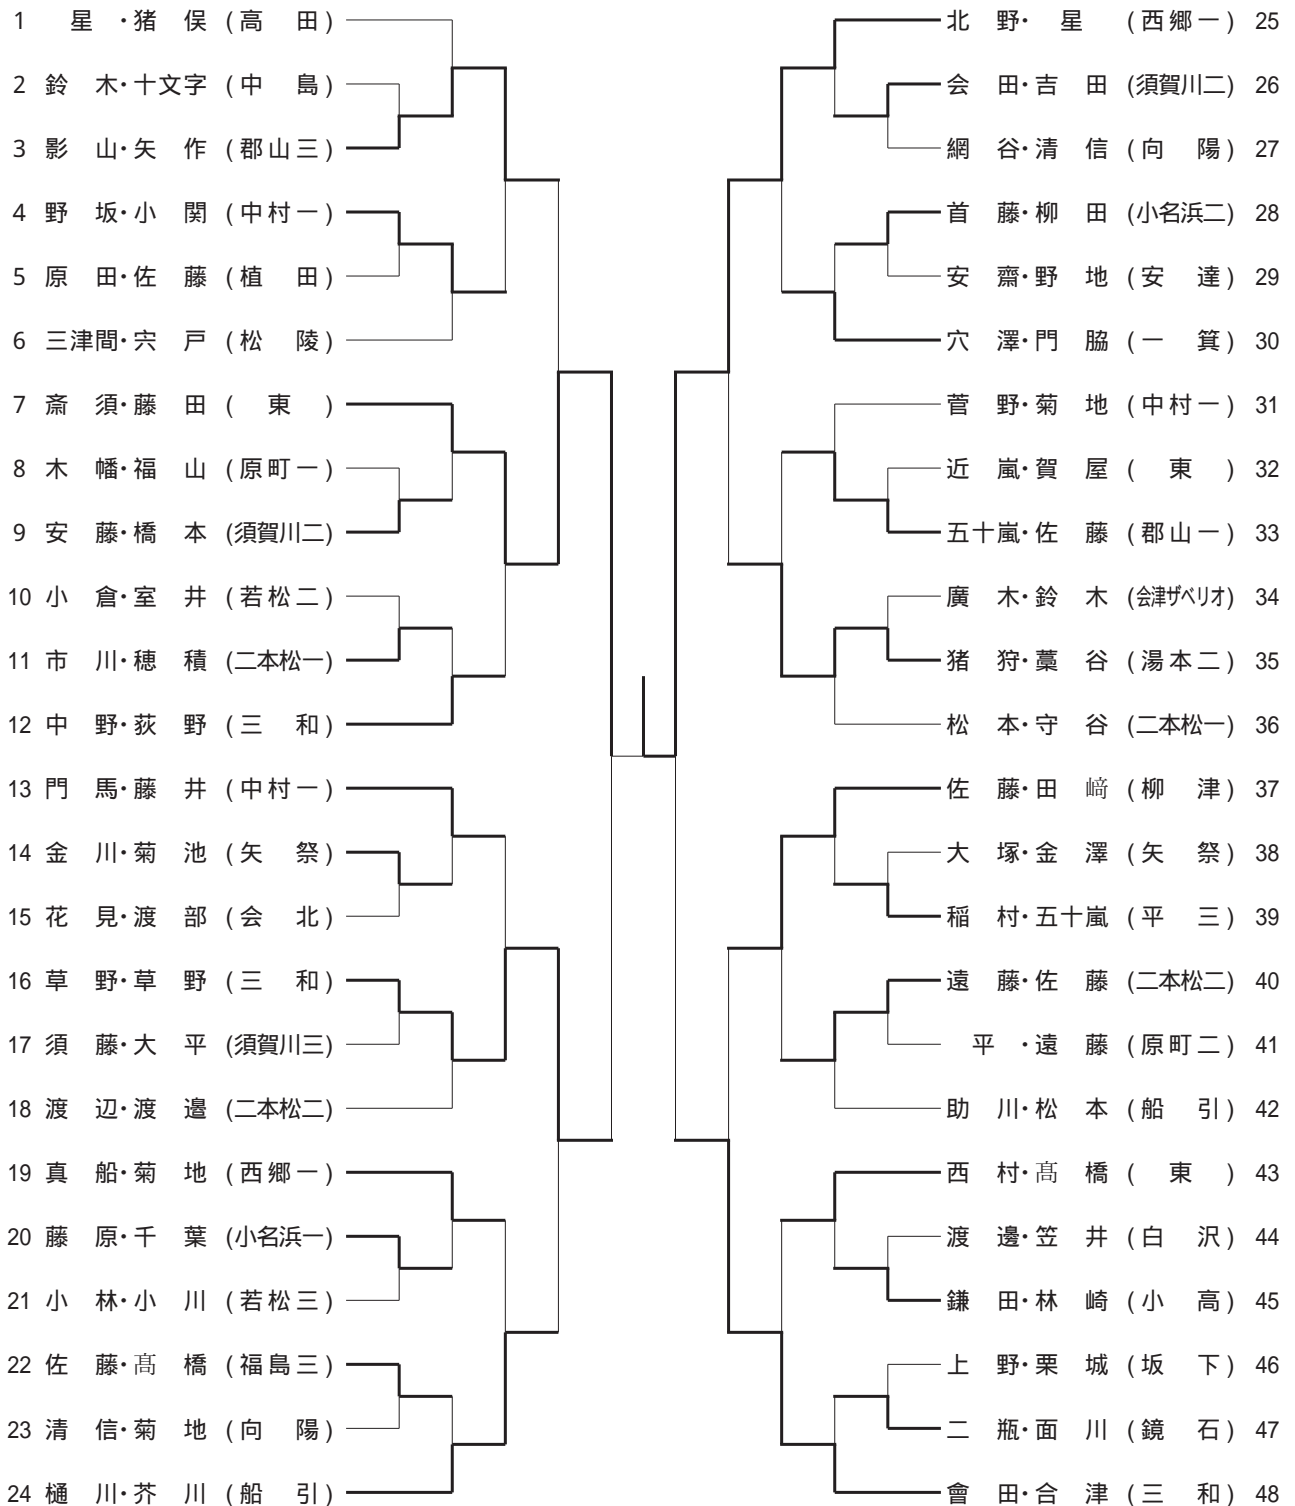 1 星・猪俣 (高田)
2 鈴木・十文字 (中島)
3 影山・矢作 (郡山三)
4 野坂・小関 (中村一)
5 原田・佐藤 (植田)
6 三津間・宍戸 (松陵)
7 斎須・藤田 (東)
8 木幡・福山 (原町一)
9 安藤・橋本 (須賀川二)
10 小倉・室井 (若松二)
11 市川・穂積 (二本松一)
12 中野・荻野 (三和)
13 門馬・藤井 (中村一)
14 金川・菊池 (矢祭)
15 花見・渡部 (会北)
16 草野・草野 (三和)
17 須藤・大平 (須賀川三)
18 渡辺・渡邉 (二本松二)
19 真船・菊地 (西郷一)
20 藤原・千葉 (小名浜一)
21 小林・小川 (若松三)
22 佐藤・髙橋 (福島三)
23 清信・菊地 (向陽)
24 樋川・芥川 (船引)
北野・星 (西郷一) 25
会田・吉田 (須賀川二) 26
網谷・清信 (向陽) 27
首藤・柳田 (小名浜二) 28
安齋・野地 (安達) 29
穴澤・門脇 (一箕) 30
菅野・菊地 (中村一) 31
近嵐・賀屋 (東) 32
五十嵐・佐藤 (郡山一) 33
廣木・鈴木 (会津ザベリオ) 34
猪狩・藁谷 (湯本二) 35
松本・守谷 (二本松一) 36
佐藤・田﨑 (柳津) 37
大塚・金澤 (矢祭) 38
稲村・五十嵐 (平三) 39
遠藤・佐藤 (二本松二) 40
平・遠藤 (原町二) 41
助川・松本 (船引) 42
西村・髙橋 (東) 43
渡邊・笠井 (白沢) 44
鎌田・林崎 (小高) 45
上野・栗城 (坂下) 46
二瓶・面川 (鏡石) 47
會田・合津 (三和) 48